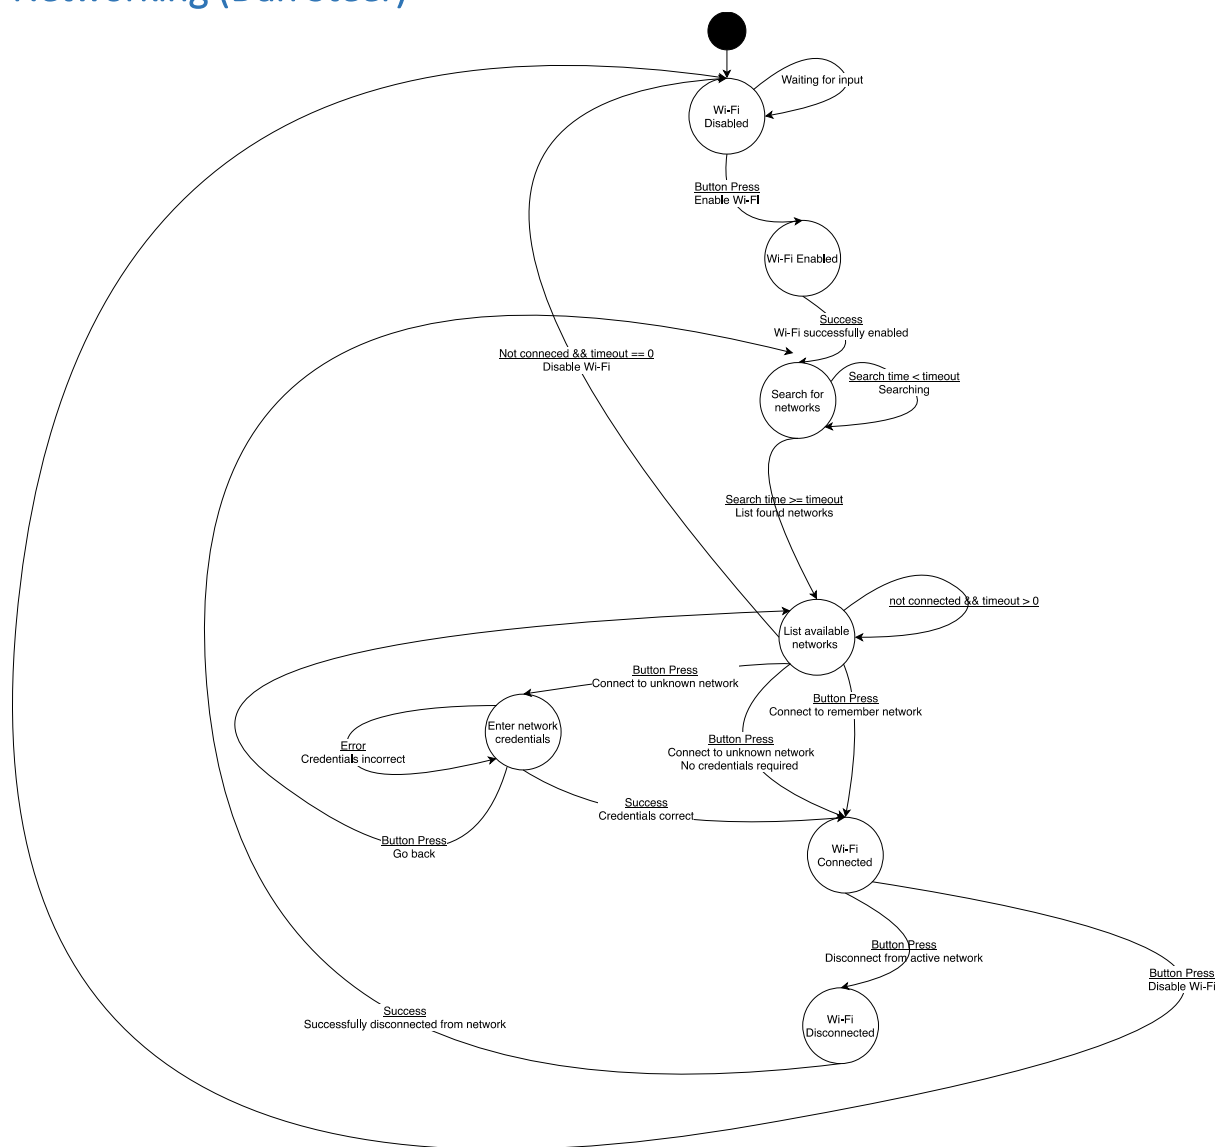 Networking (Dan Steer)
Waiting for input
Wi-Fi
Disabled
Button Press
Enable Wi-FI
Wi-Fi Enabled
Success
Wi-Fi successfully enabled
Not conneced && timeout == 0
Disable Wi-Fi
Search time < timeout
Searching
Search for
networks
Search time >= timeout
List found networks
not connected && timeout > 0
List available
networks
Button Press
Connect to unknown network
Button Press
Connect to remember network
Enter network
credentials
Button Press
Connect to unknown network
No credentials required
Error
Credentials incorrect
Success
Credentials correct
Button Press
Go back
Wi-Fi
Connected
Button Press
Disconnect from active network
Button Press
Disable Wi-Fi
Success
Successfully disconnected from network
Wi-Fi
Disconnected